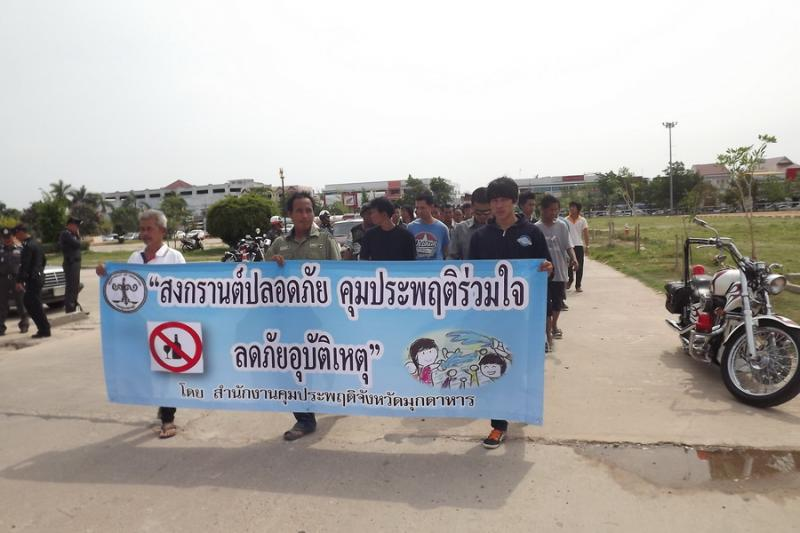 "สงกรานต์ปลอดภัย คุมประพฤติร่วมใจ
ลดภัยอุบัติเหตุ"
โดย สำนักงานคุมประพฤติจังหวัดมุกดาหาร